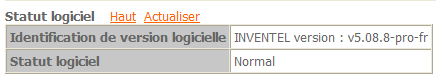 Statut logiciel Haut Actualiser
Identification de version logicielle INVENTEL version : v5.08.8-pro-fr
Statut logiciel Normal